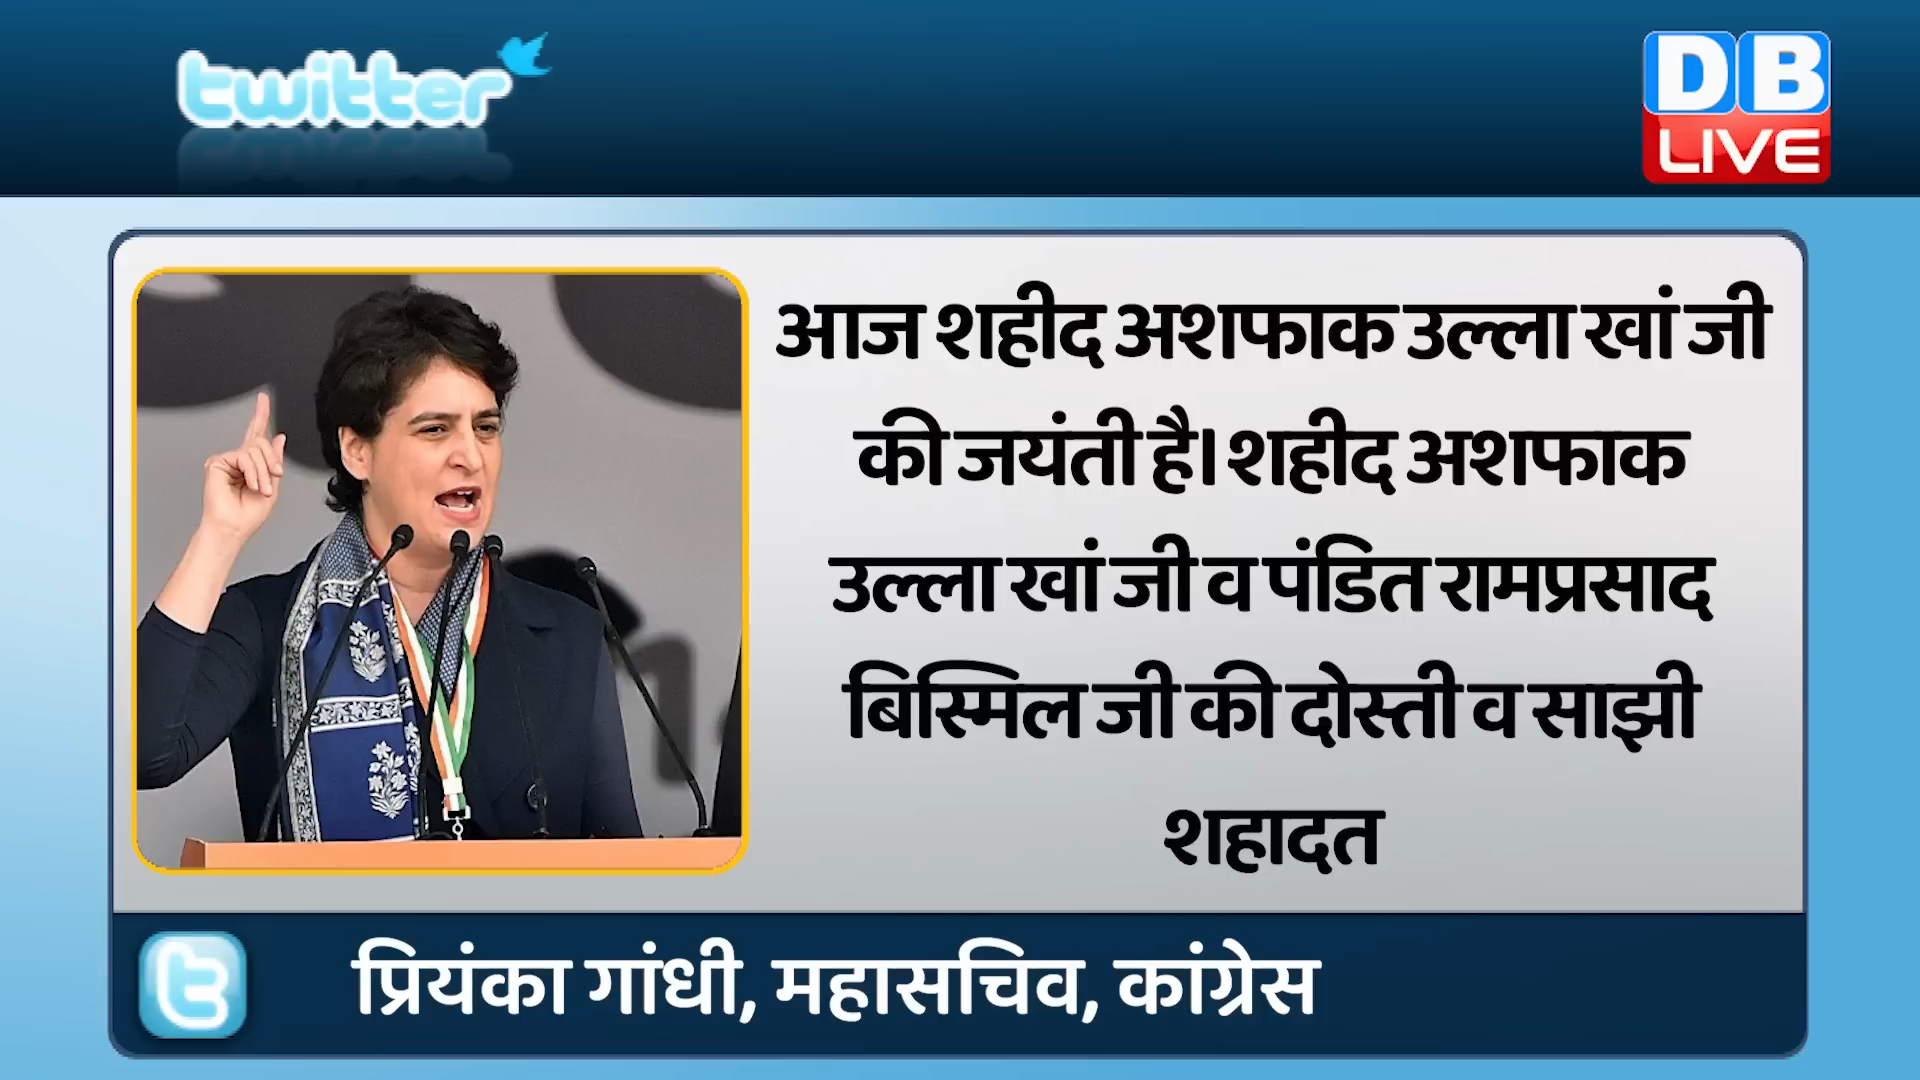 twitter
DB
LIVE
आज शहीद अशफाक उल्ला खां जी
की जयंती है। शहीद अशफाक
उल्ला खां जी व पंडित रामप्रसाद
बिस्मिल जी की दोस्ती व साझी
शहादत
t
प्रियंका गांधी, महासचिव, कांग्रेस